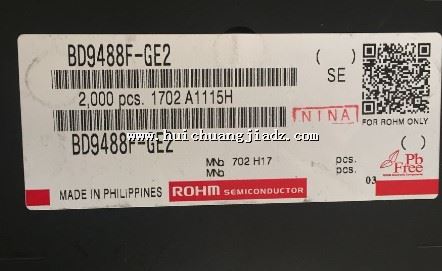 BD9488F-GE2
( )
SE
2,000 pcs. 1702 A1115H
NINA
FOR ROHM ONLY
www.huichuangjiadz.com
BD9488F-GE2
( )
MNo 702 H17
pcs.
MNo
pcs.
Pb
Free
03
MADE IN PHILIPPINES
ROHM SEMICONDUCTOR